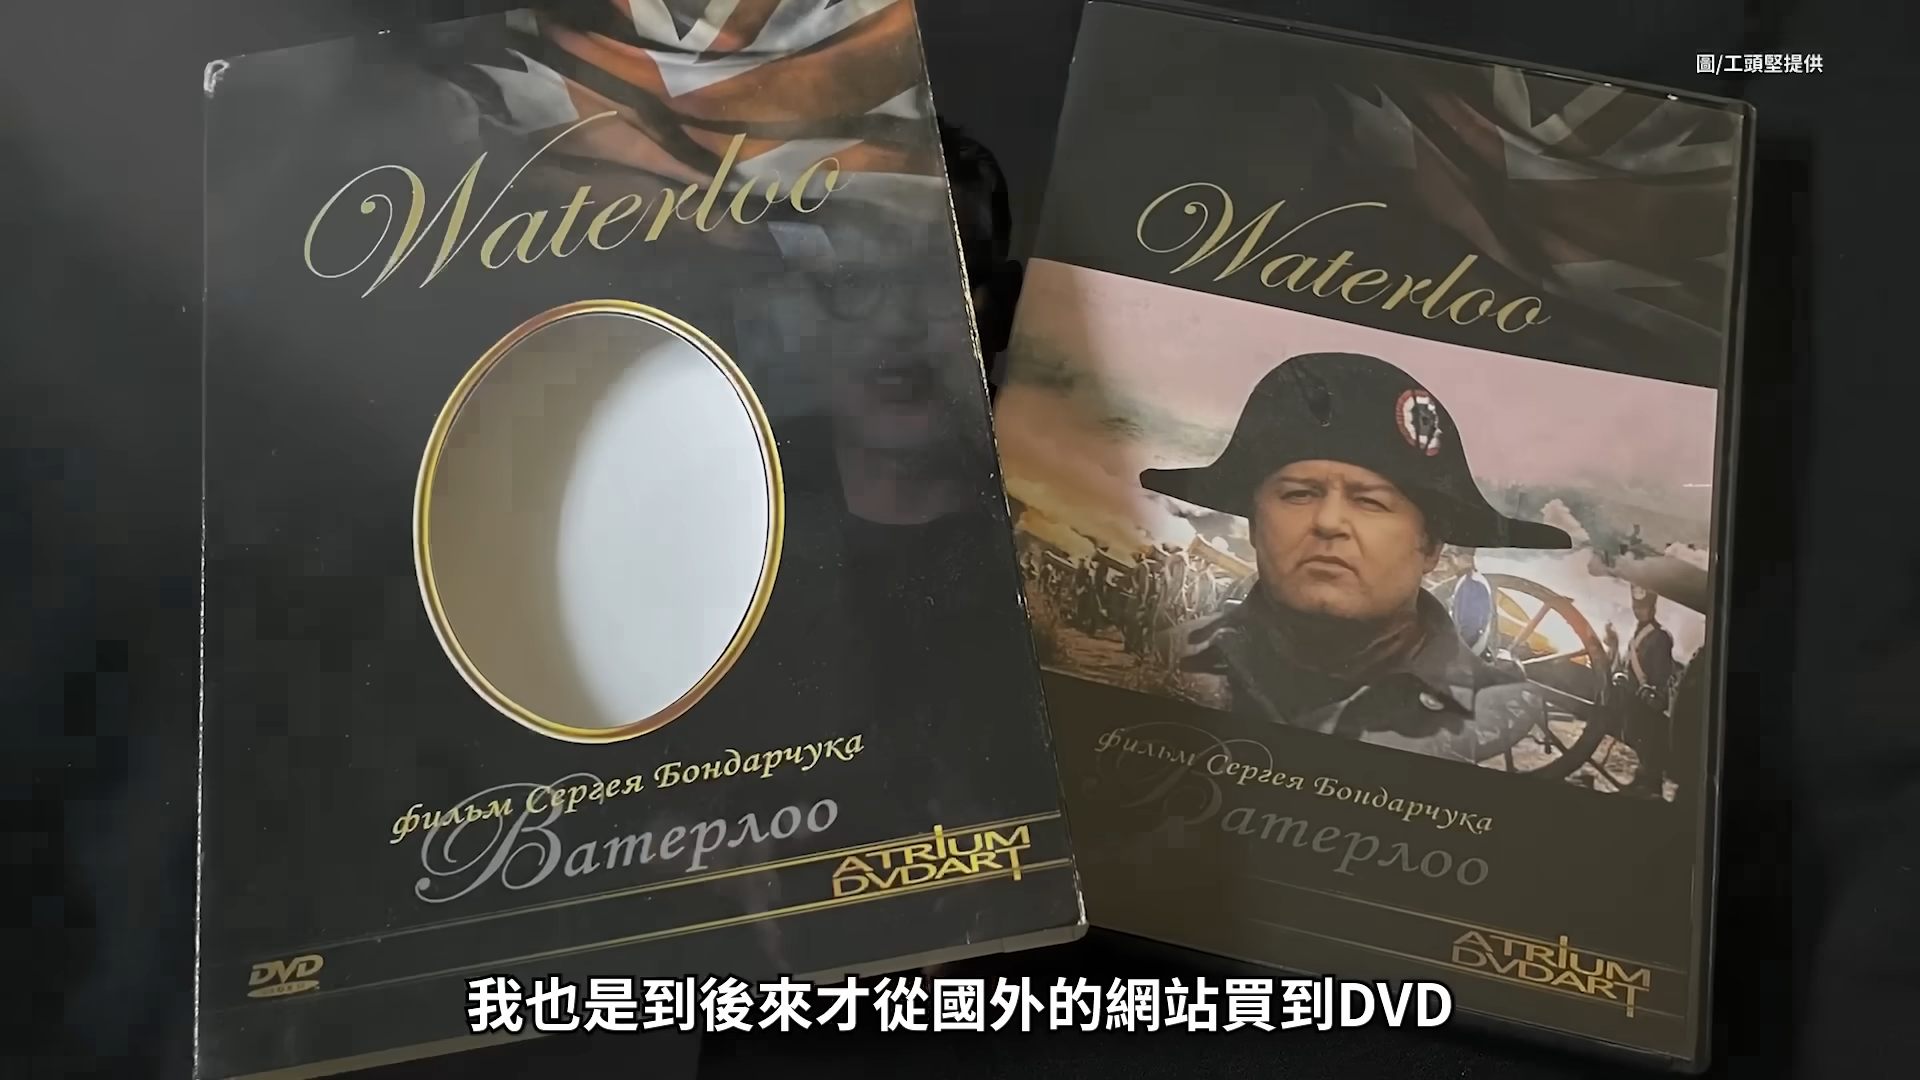 圖/工頭堅提供
Waterloo
фильм Сергея Бондарчука
Ватерлоо
ATRIUM
DVDART
DVD
VIDEO
Waterloo
фильм Сергея Бондарчука
Ватерлоо
ATRIUM
DVDART
我也是到後來才從國外的網站買到DVD